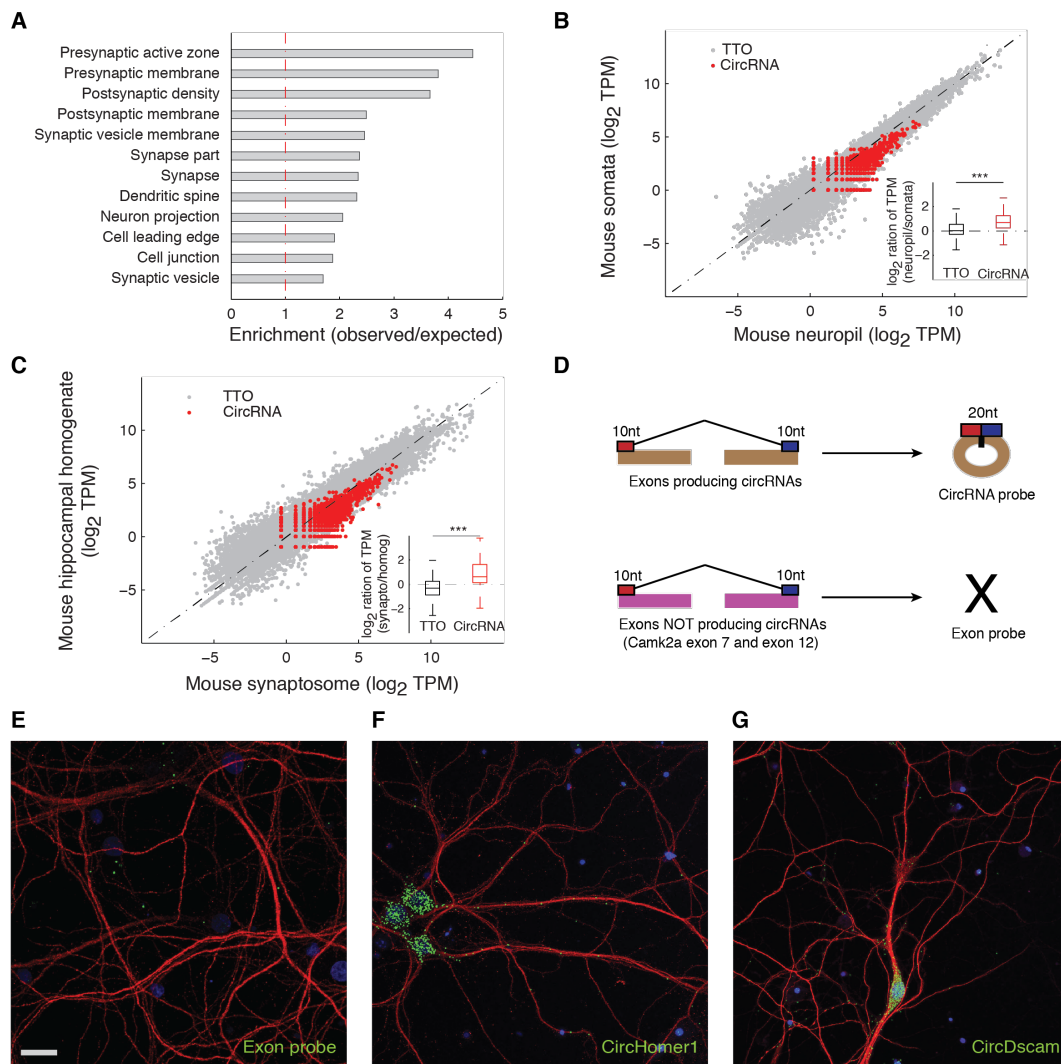 A
Presynaptic active zone
Presynaptic membrane
Postsynaptic density
Postsynaptic membrane
Synaptic vesicle membrane
Synapse part
Synapse
Dendritic spine
Neuron projection
Cell leading edge
Cell junction
Synaptic vesicle
0 1 2 3 4 5
Enrichment (observed/expected)
B
Mouse somata (log2 TPM)
10
5
0
−5
TTO
CircRNA
−5 0 5 10
Mouse neuropil (log2 TPM)
log2 ration of TPM
(neuropil/somata)
2
0
−2
***
TTO CircRNA
C
Mouse hippocampal homogenate
(log2 TPM)
10
5
0
−5
TTO
CircRNA
−5 0 5 10
Mouse synaptosome (log2 TPM)
log2 ration of TPM
(synapto/homog)
2
0
−2
***
TTO CircRNA
D
10nt 10nt
Exons producing circRNAs
20nt
CircRNA probe
10nt 10nt
Exons NOT producing circRNAs
(Camk2a exon 7 and exon 12)
X
Exon probe
E
Exon probe
F
CircHomer1
G
CircDscam